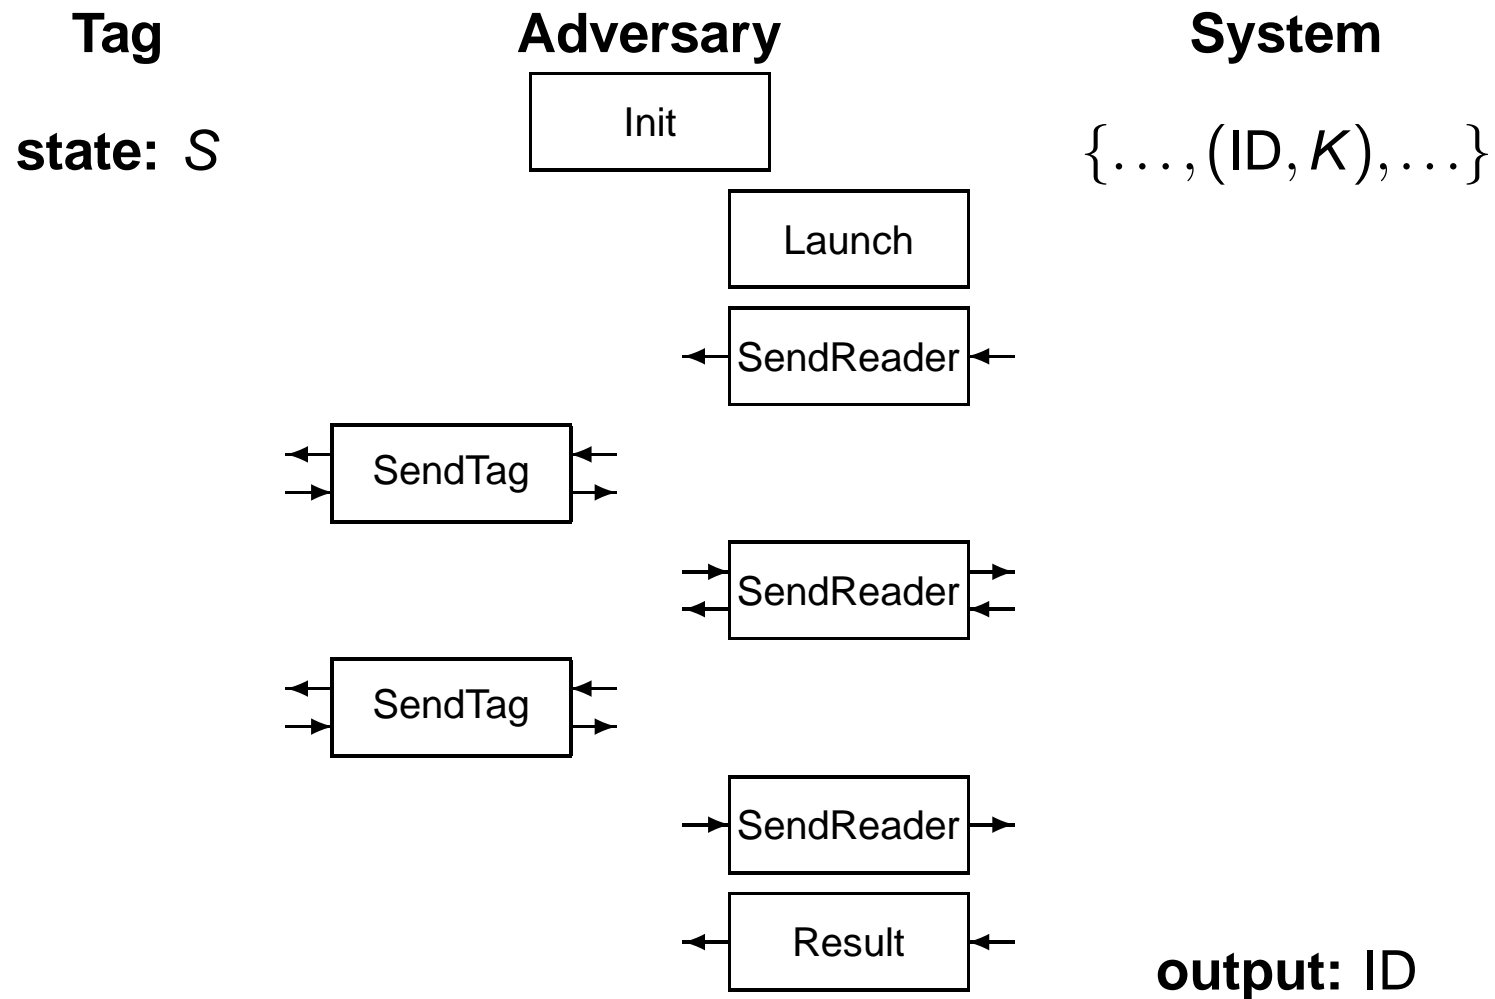 Tag Adversary System
Init
state: S {..., (ID, K), ...}
Launch
SendReader
SendTag
SendReader
SendTag
SendReader
Result
output: ID